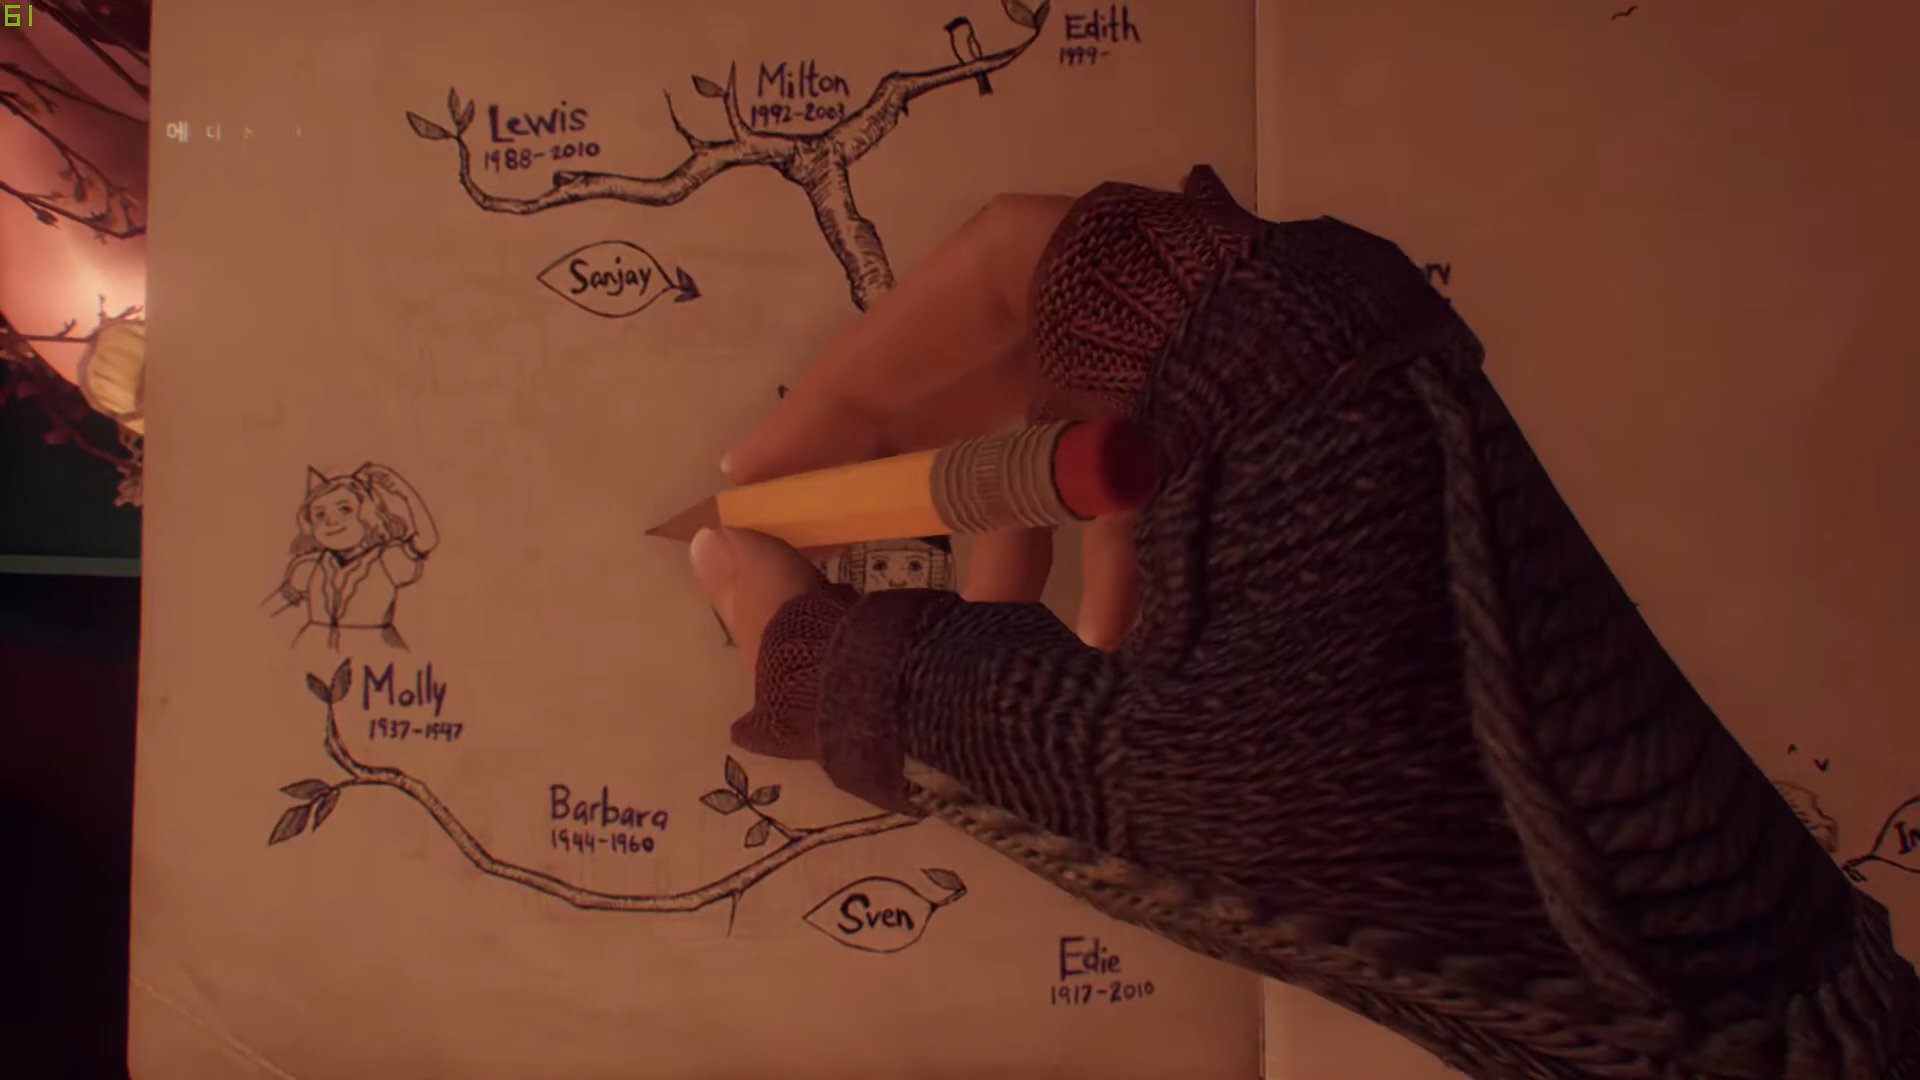 61
Edith
1999-
Milton
1992-2003
Lewis
1988-2010
Sanjay
Molly
1937-1947
Barbara
1944-1960
Sven
Edie
1917-2010